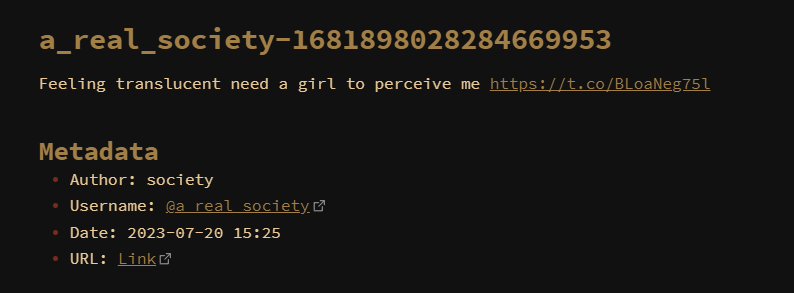 a_real_society-1681898028284669953
Feeling translucent need a girl to perceive me https://t.co/BLoaNeg75l
Metadata
• Author: society
• Username: @a_real_society
• Date: 2023-07-20 15:25
• URL: Link